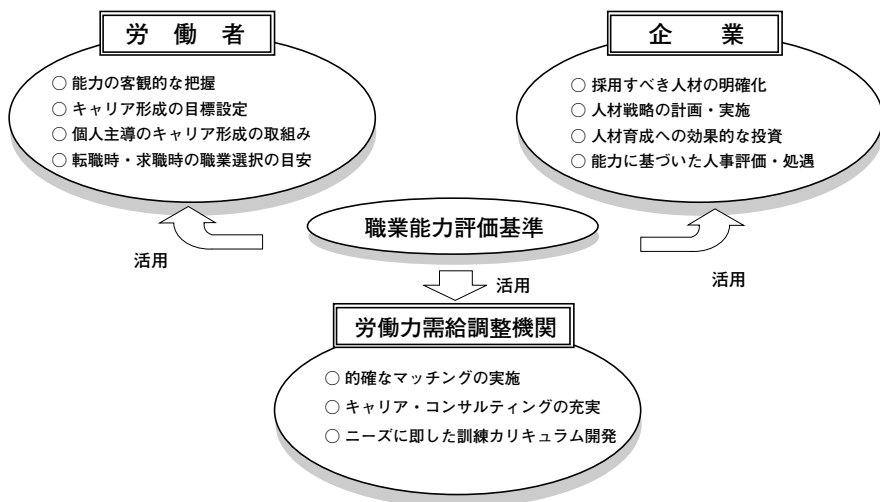 労　働　者
○ 能力の客観的な把握
○ キャリア形成の目標設定
○ 個人主導のキャリア形成の取組み
○ 転職時・求職時の職業選択の目安
企　　業
○ 採用すべき人材の明確化
○ 人材戦略の計画・実施
○ 人材育成への効果的な投資
○ 能力に基づいた人事評価・処遇
職業能力評価基準
活用
活用
活用
労働力需給調整機関
○ 的確なマッチングの実施
○ キャリア・コンサルティングの充実
○ ニーズに即した訓練カリキュラム開発